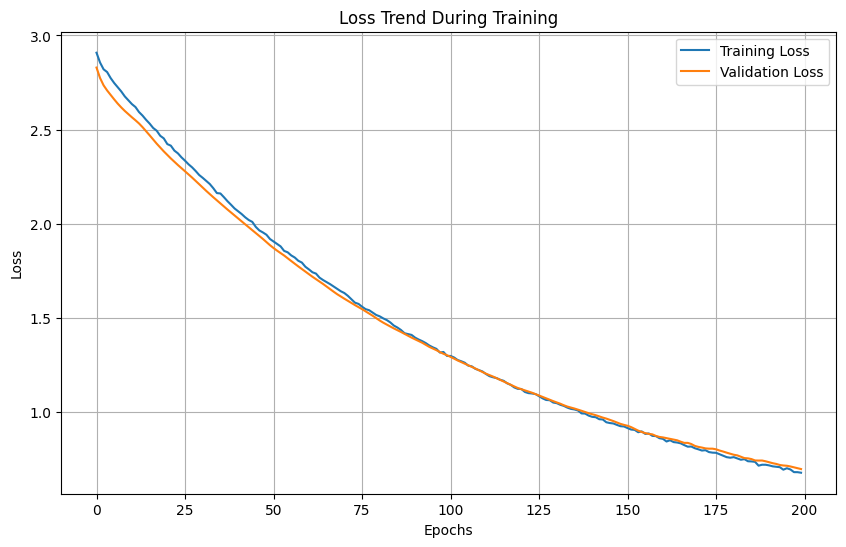 Loss Trend During Training
3.0
2.5
2.0
1.5
1.0
Loss
Training Loss
Validation Loss
0 25 50 75 100 125 150 175 200
Epochs